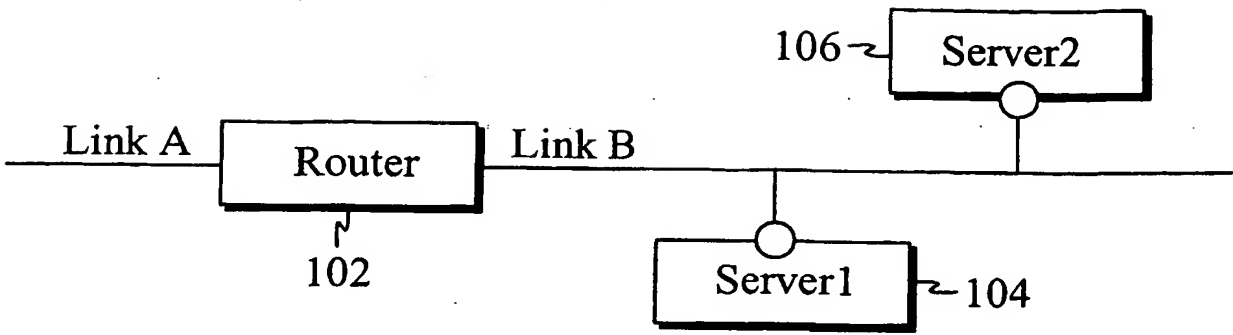 106
Server2
Link A
Router
Link B
102
Server1
104